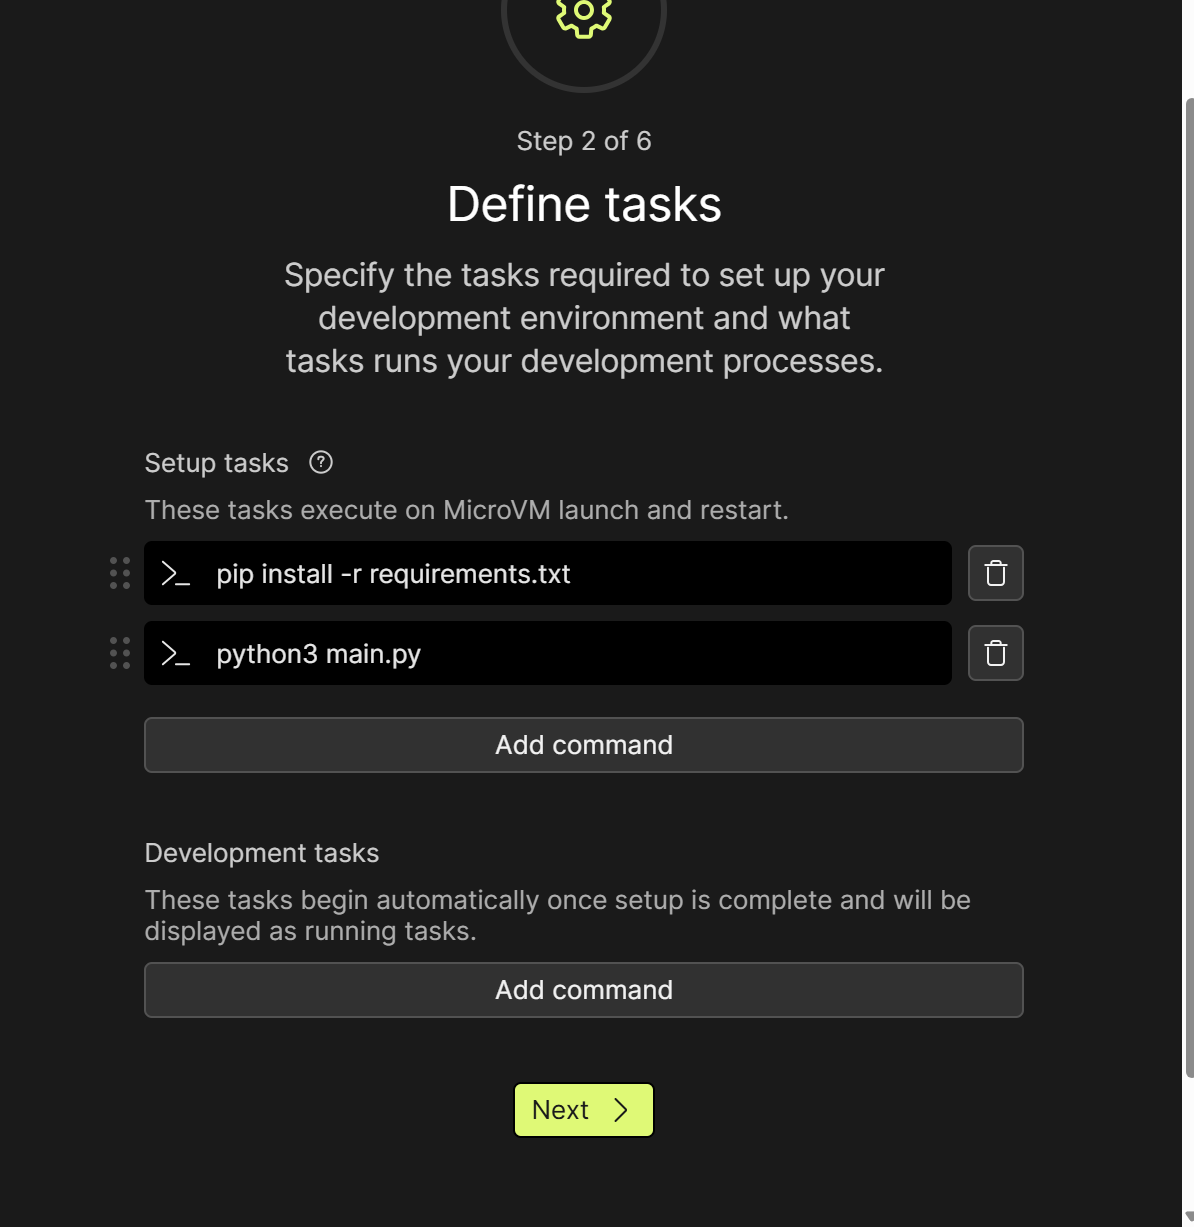 Step 2 of 6
Define tasks
Specify the tasks required to set up your
development environment and what
tasks runs your development processes.
Setup tasks
These tasks execute on MicroVM launch and restart.
pip install -r requirements.txt
python3 main.py
Add command
Development tasks
These tasks begin automatically once setup is complete and will be
displayed as running tasks.
Add command
Next